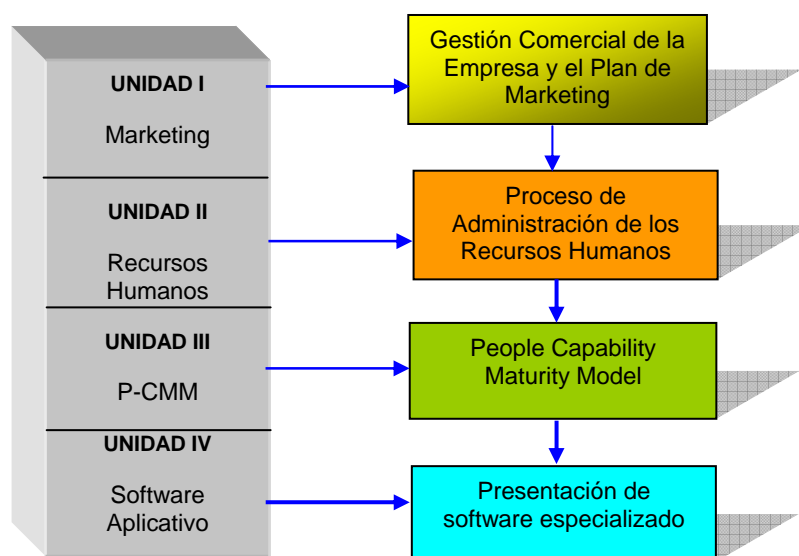 UNIDAD I
Marketing
Gestión Comercial de la
Empresa y el Plan de
Marketing
UNIDAD II
Recursos
Humanos
Proceso de
Administración de los
Recursos Humanos
UNIDAD III
P-CMM
People Capability
Maturity Model
UNIDAD IV
Software
Aplicativo
Presentación de
software especializado